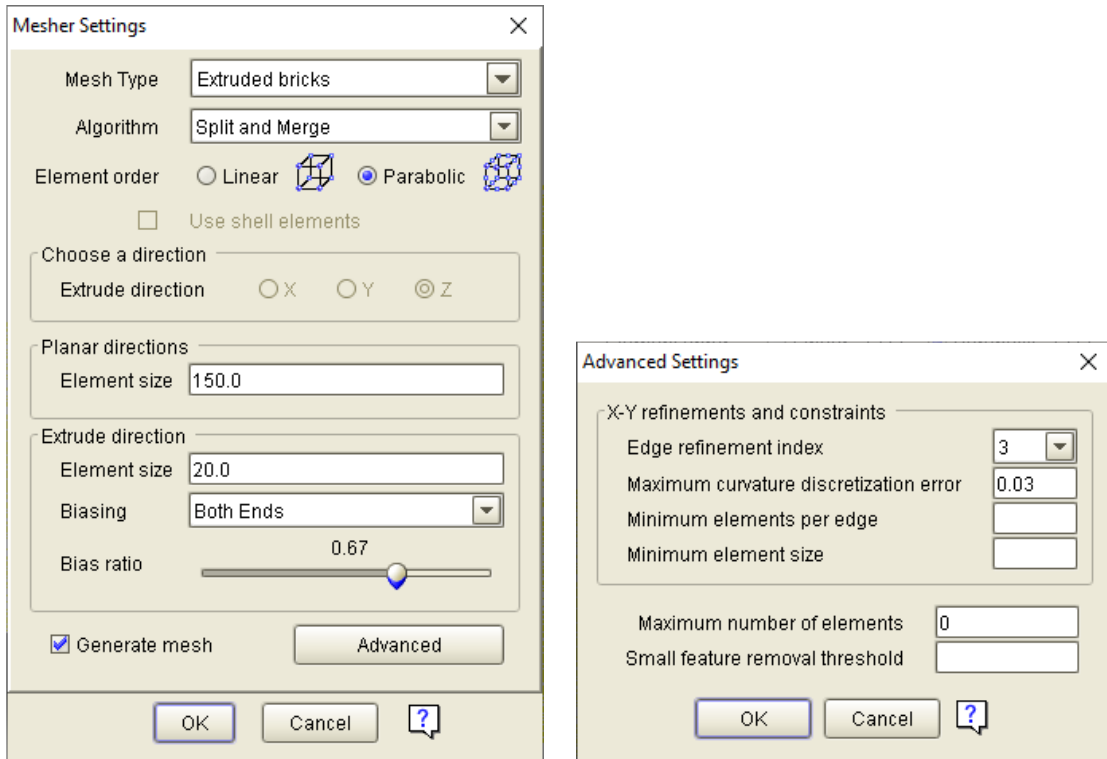 Mesher Settings
Mesh Type Extruded bricks
Algorithm Split and Merge
Element order Linear Parabolic
Use shell elements
Choose a direction
Extrude direction X Y Z
Planar directions
Element size 150.0
Extrude direction
Element size 20.0
Biasing Both Ends
0.67
Bias ratio
Generate mesh Advanced
OK Cancel ?
Advanced Settings
X-Y refinements and constraints
Edge refinement index 3
Maximum curvature discretization error 0.03
Minimum elements per edge
Minimum element size
Maximum number of elements 0
Small feature removal threshold
OK Cancel ?